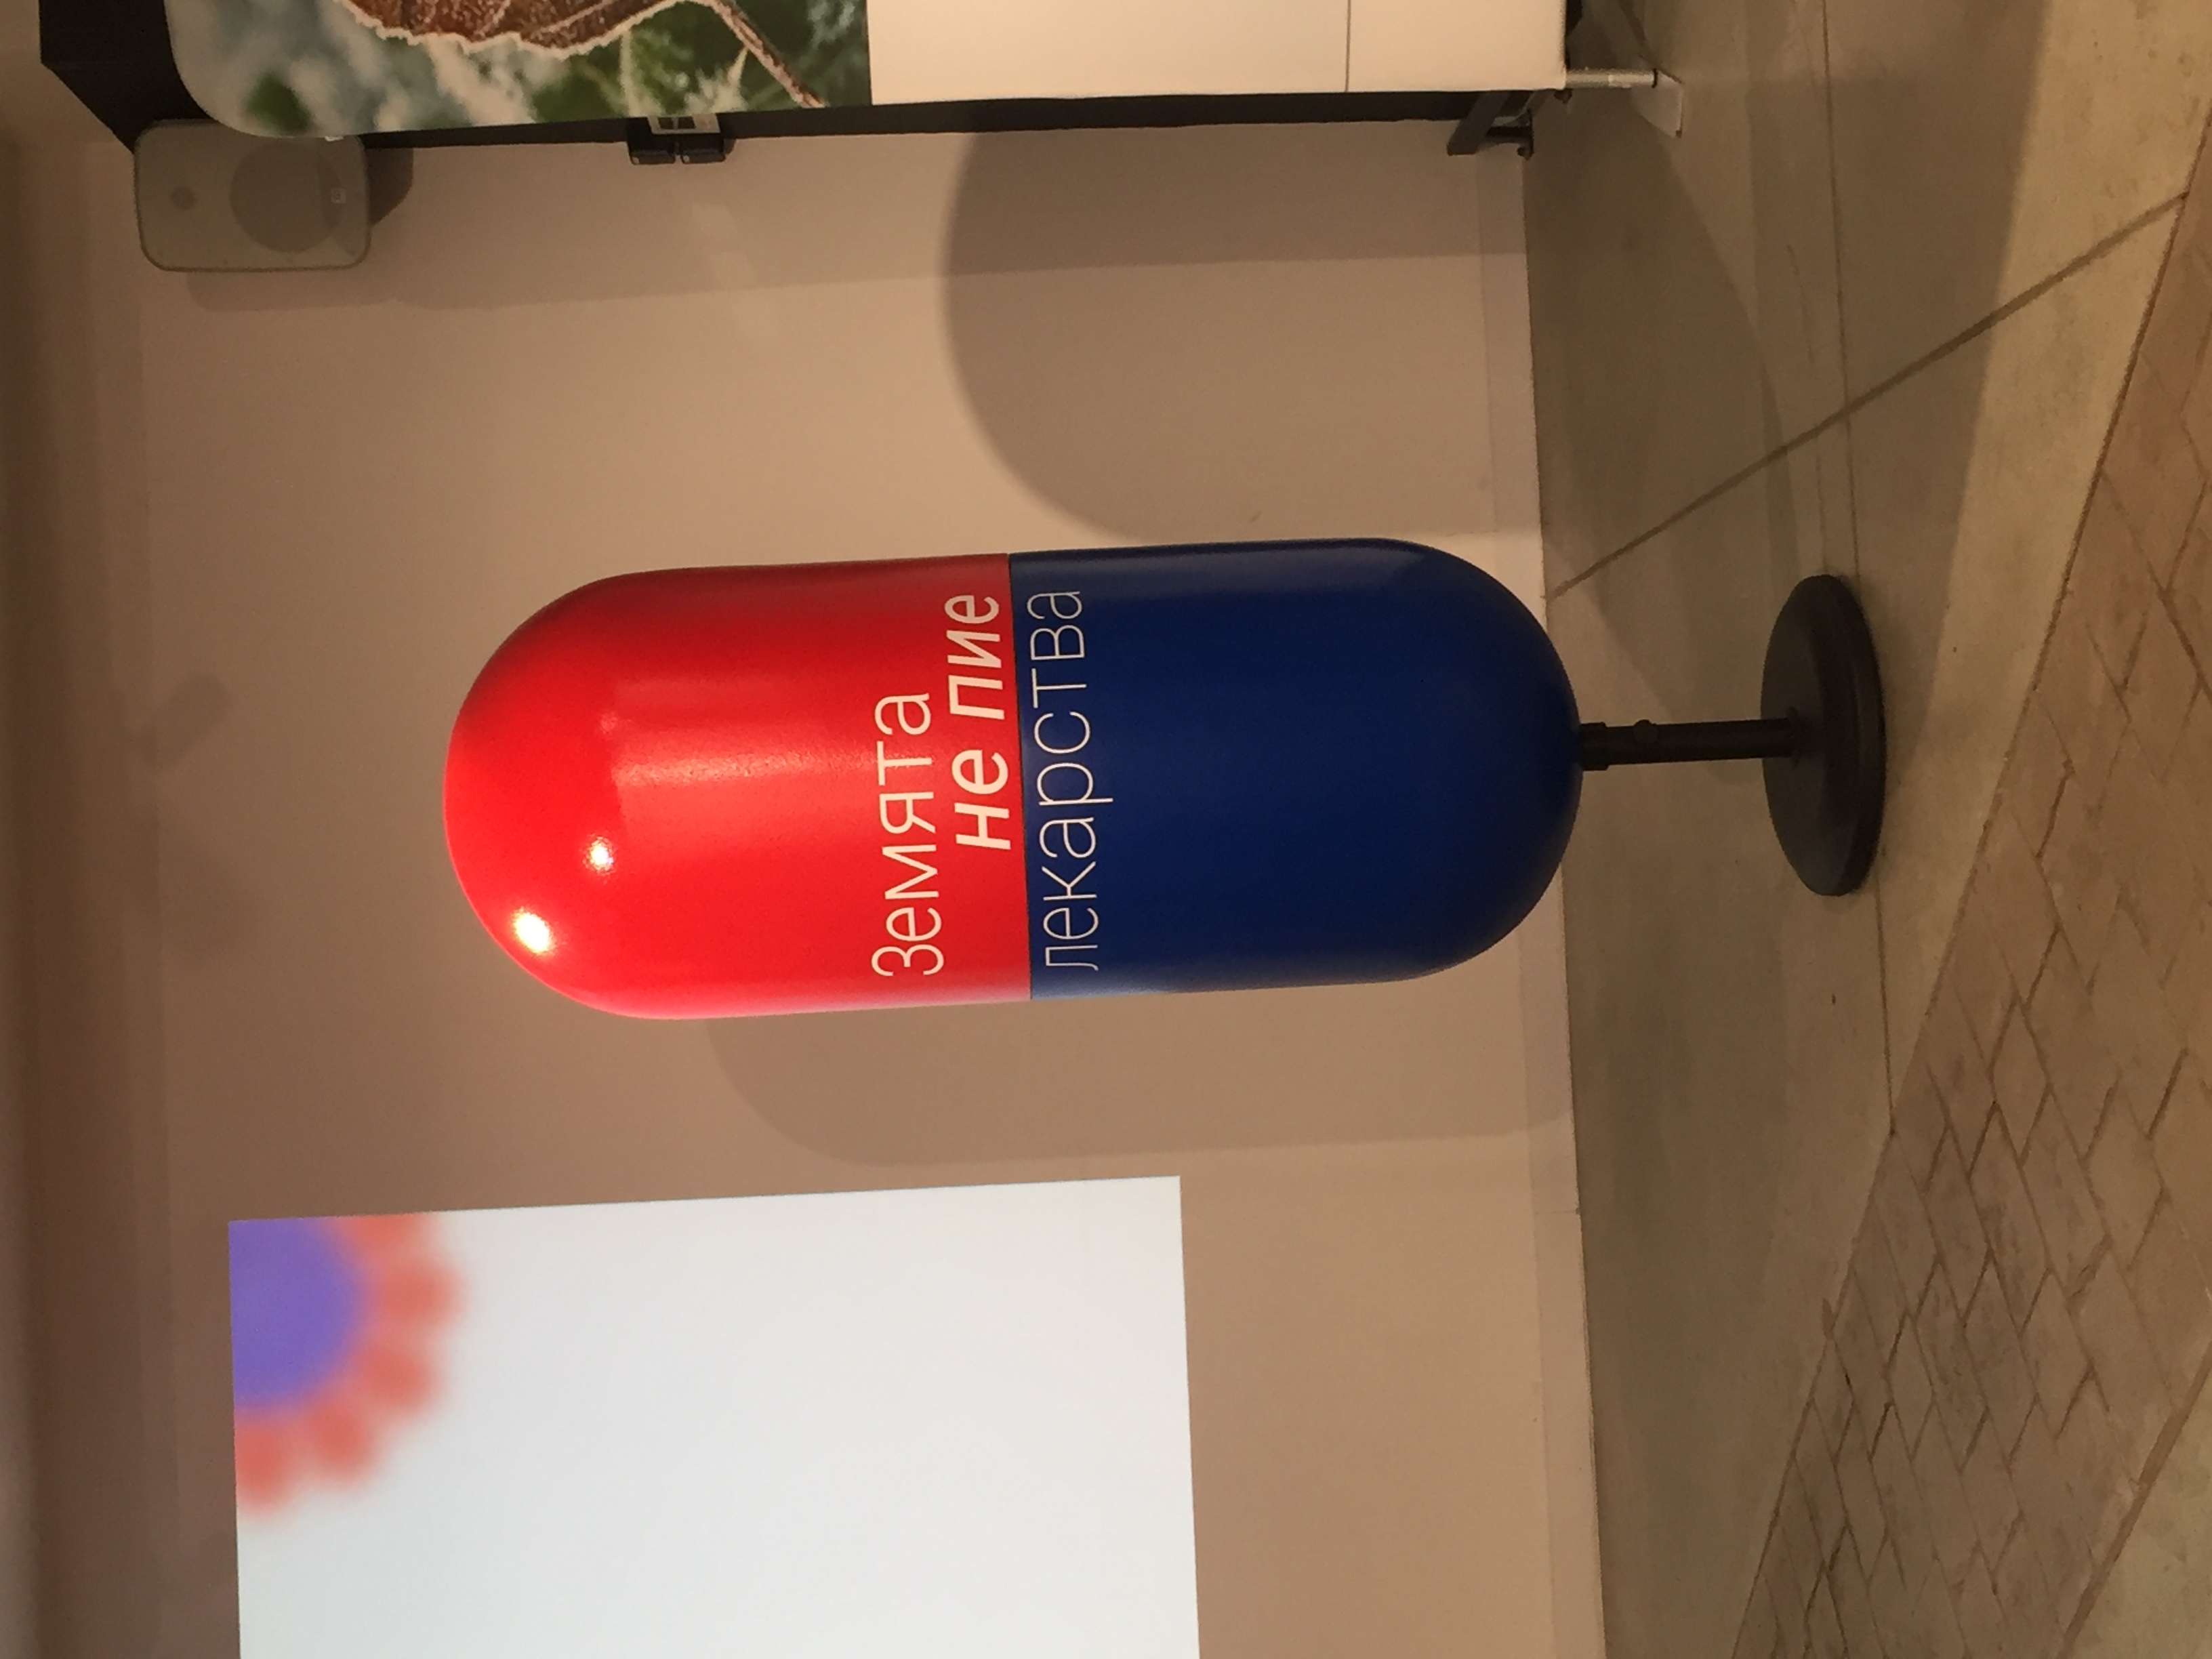 Земята
не пие
лекарства